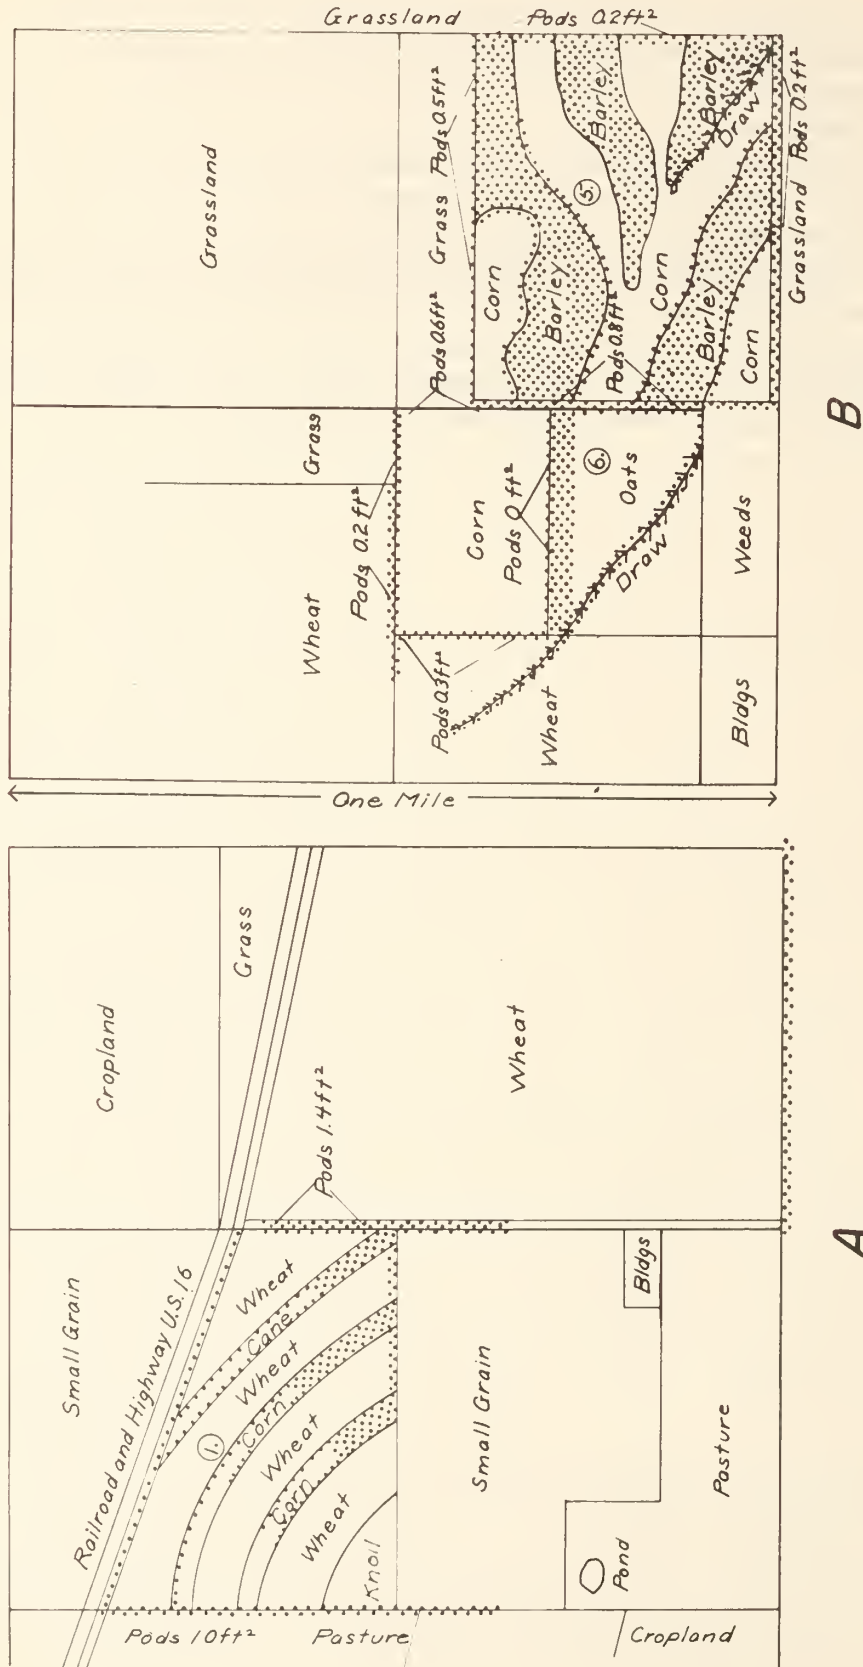 Grassland
Pods 0.2ft²
Grassland
Grass
Pods 0.5ft²
Barley
Barley
Draw
Grassland Pods 0.2ft²
5.
Corn
Barley
Corn
Barley
Corn
Pods 0.6ft²
Pods 0.8ft²
Grass
Wheat
Pods 0.2ft²
Corn
Pods 0 ft²
6.
Oats
Draw
Weeds
Pods 0.3ft²
Wheat
Bldgs
One Mile
B
Cropland
Grass
Wheat
Pods 1.4ft²
Small Grain
Railroad and Highway U.S.16
Wheat
Cane
Wheat
1.
Corn
Wheat
Corn
Wheat
Knoll
Small Grain
Bldgs
Pasture
Pond
Pods 1.0ft²
Pasture
Cropland
A